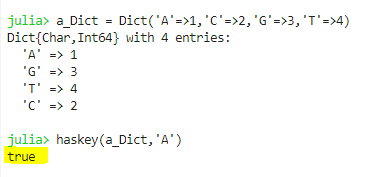 julia> a_Dict = Dict('A'=>1,'C'=>2,'G'=>3,'T'=>4)
Dict{Char,Int64} with 4 entries:
  'A' => 1
  'G' => 3
  'T' => 4
  'C' => 2
julia> haskey(a_Dict,'A')
true